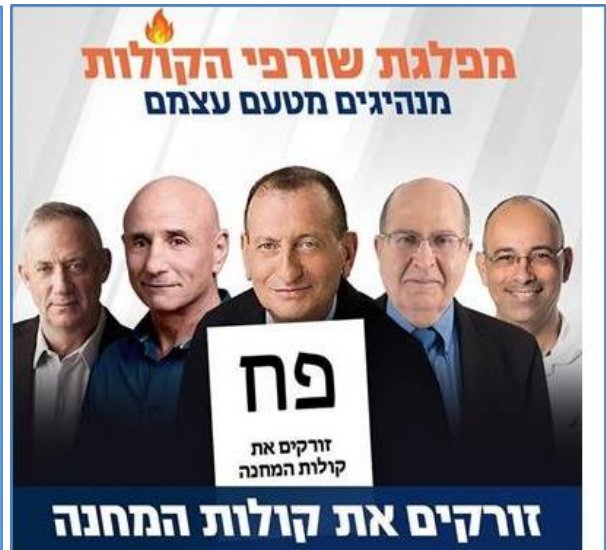 מפלגת שורפי הקולות
מנהיגים מטעם עצמם
פח
זורקים את
קולות המחנה
זורקים את קולות המחנה